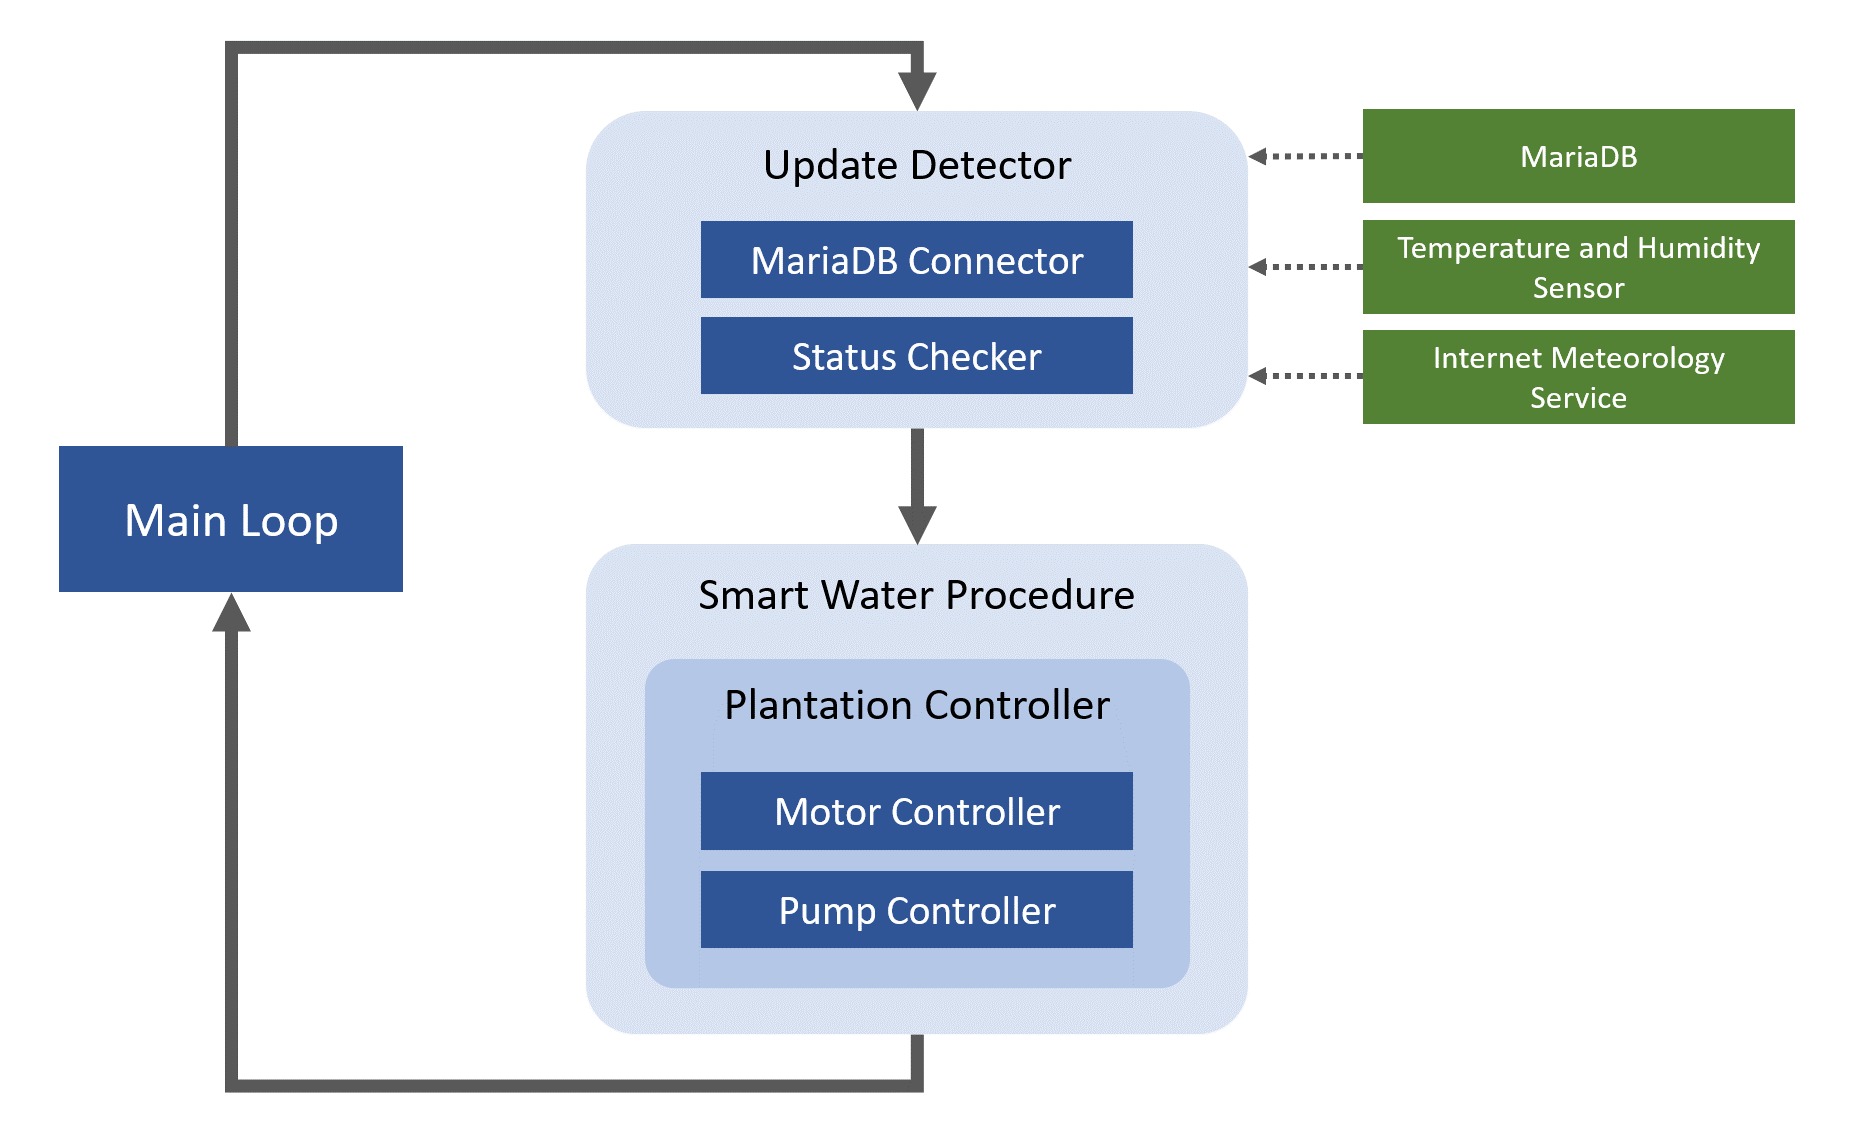 Update Detector
MariaDB Connector
Status Checker
MariaDB
Temperature and Humidity
Sensor
Internet Meteorology
Service
Main Loop
Smart Water Procedure
Plantation Controller
Motor Controller
Pump Controller